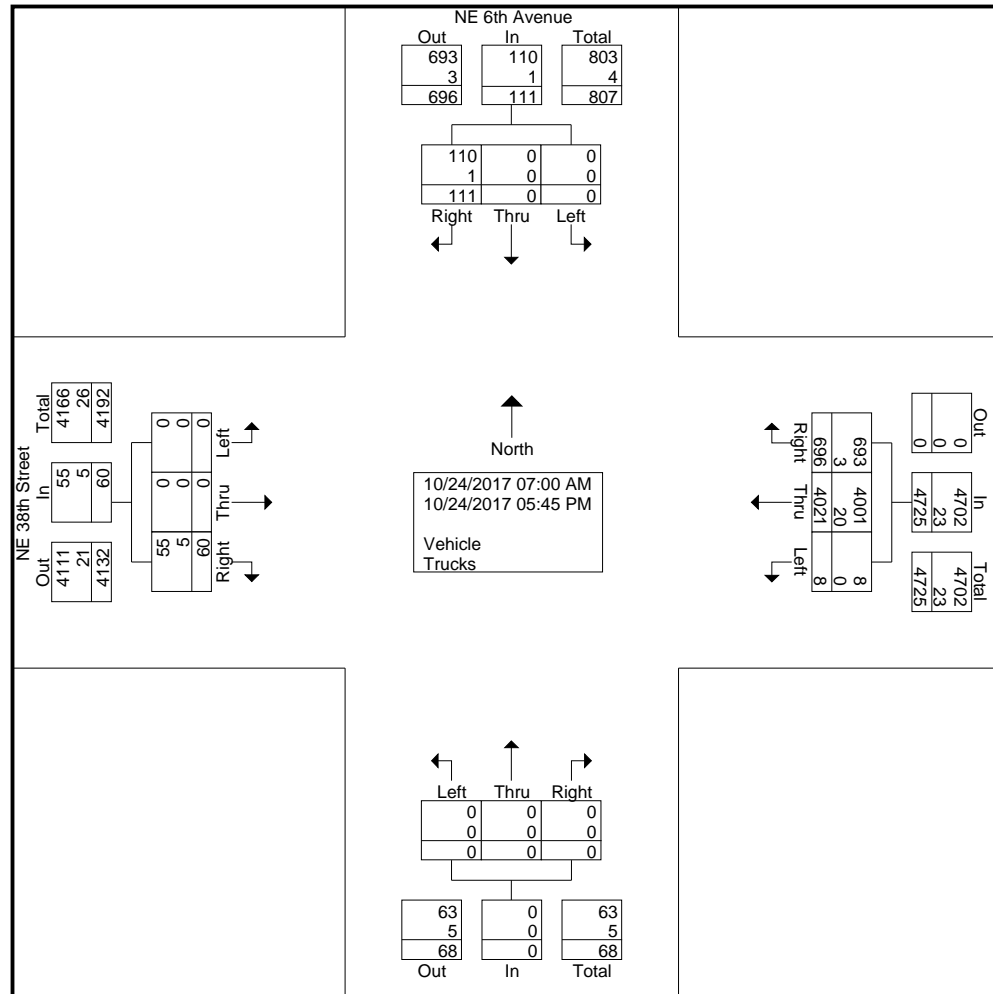 NE 6th Avenue
Out In Total
693 110 803
3 1 4
696 111 807
110 0 0
1 0 0
111 0 0
Right Thru Left
NE 38th Street
Total In Out
4166 55 4111
26 5 21
4192 60 4132
0 0 55
0 0 5
0 0 60
Left Thru Right
North
10/24/2017 07:00 AM
10/24/2017 05:45 PM
Vehicle
Trucks
Right Thru Left
693 4001 8
3 20 0
696 4021 8
Out In Total
0 4702 4702
0 23 23
0 4725 4725
Left Thru Right
0 0 0
0 0 0
0 0 0
63 0 63
5 0 5
68 0 68
Out In Total